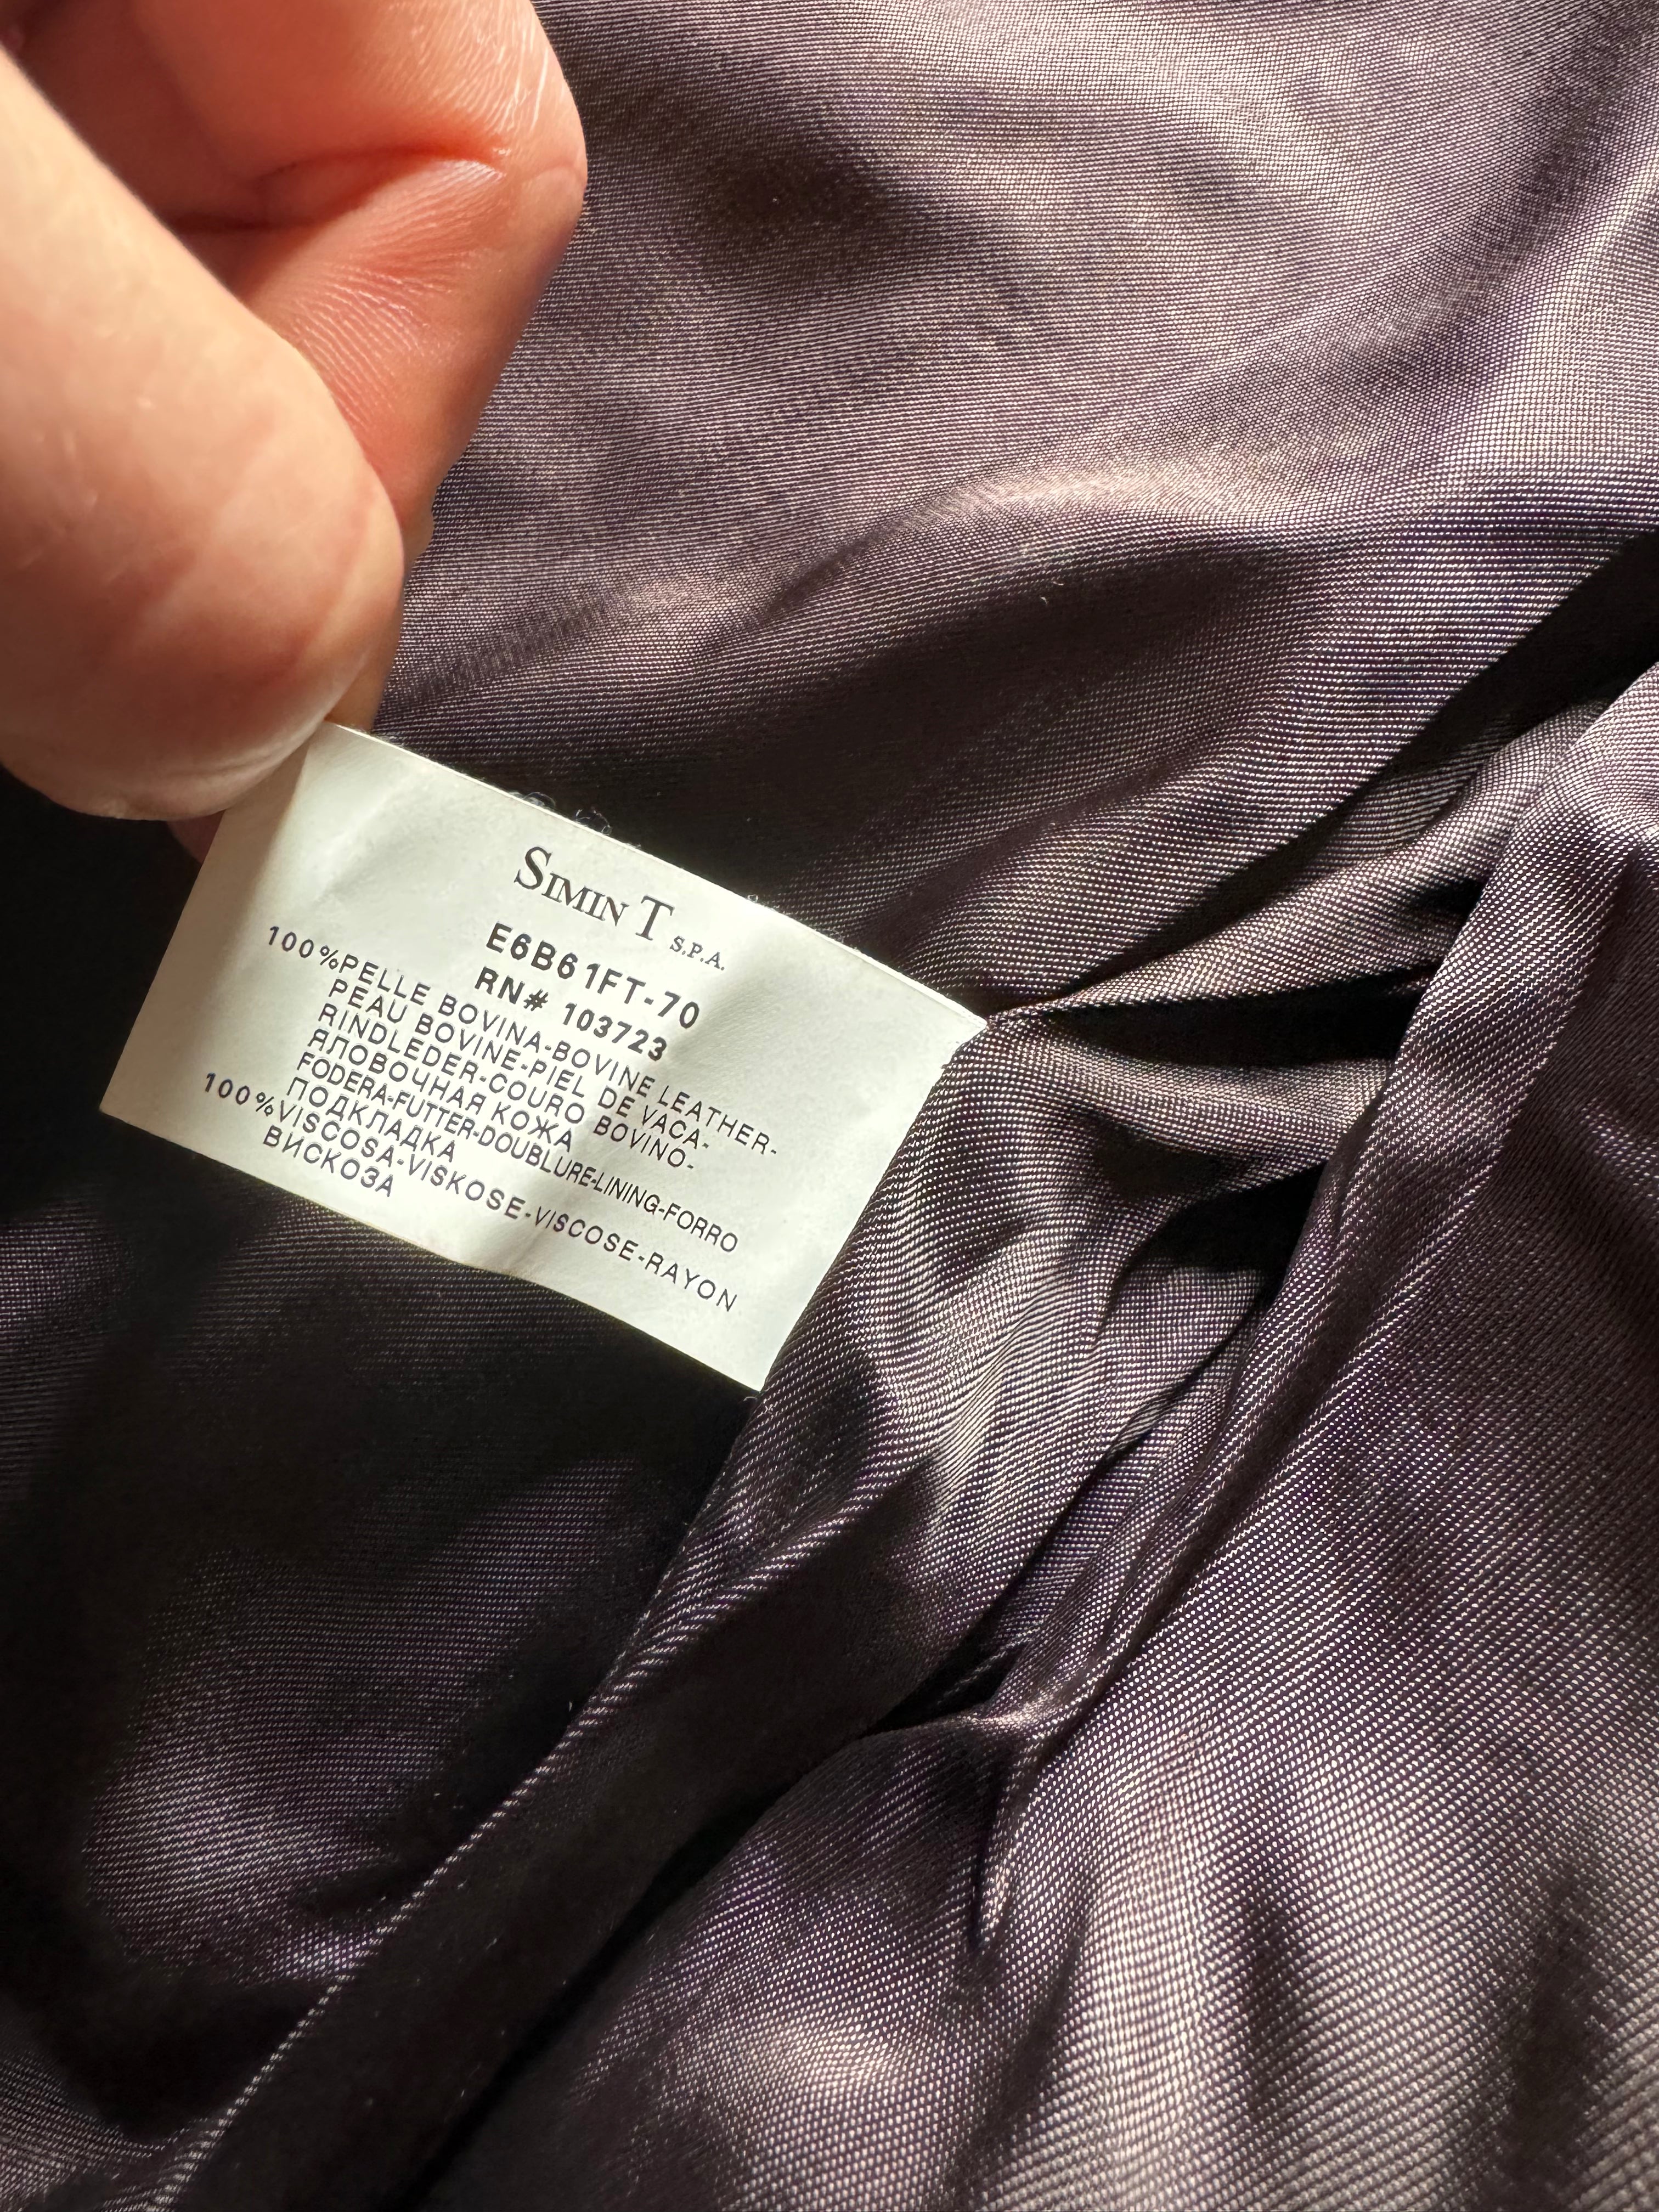 SIMIN T S.P.A.
E6B61FT-70
RN# 103723
100%PELLE BOVINA-BOVINE LEATHER-
PEAU BOVINE-PIEL DE VACA-
RINDLEDER-COURO BOVINO-
ЯЛОВОЧНАЯ КОЖА
FODERA-FUTTER-DOUBLURE-LINING-FORRO
ПОДКЛАДКА
100%VISCOSA-VISKOSE-VISCOSE-RAYON
ВИСКОЗА